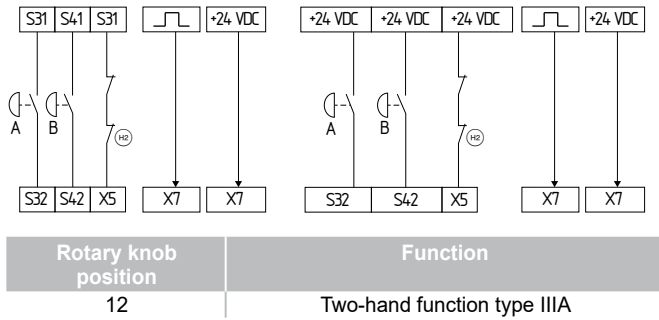 S31 S41 S31 +24 VDC +24 VDC +24 VDC +24 VDC +24 VDC
A B H2 A B H2
S32 S42 X5 X7 X7 S32 S42 X5 X7 X7
Rotary knob position Function
12 Two-hand function type IIIA